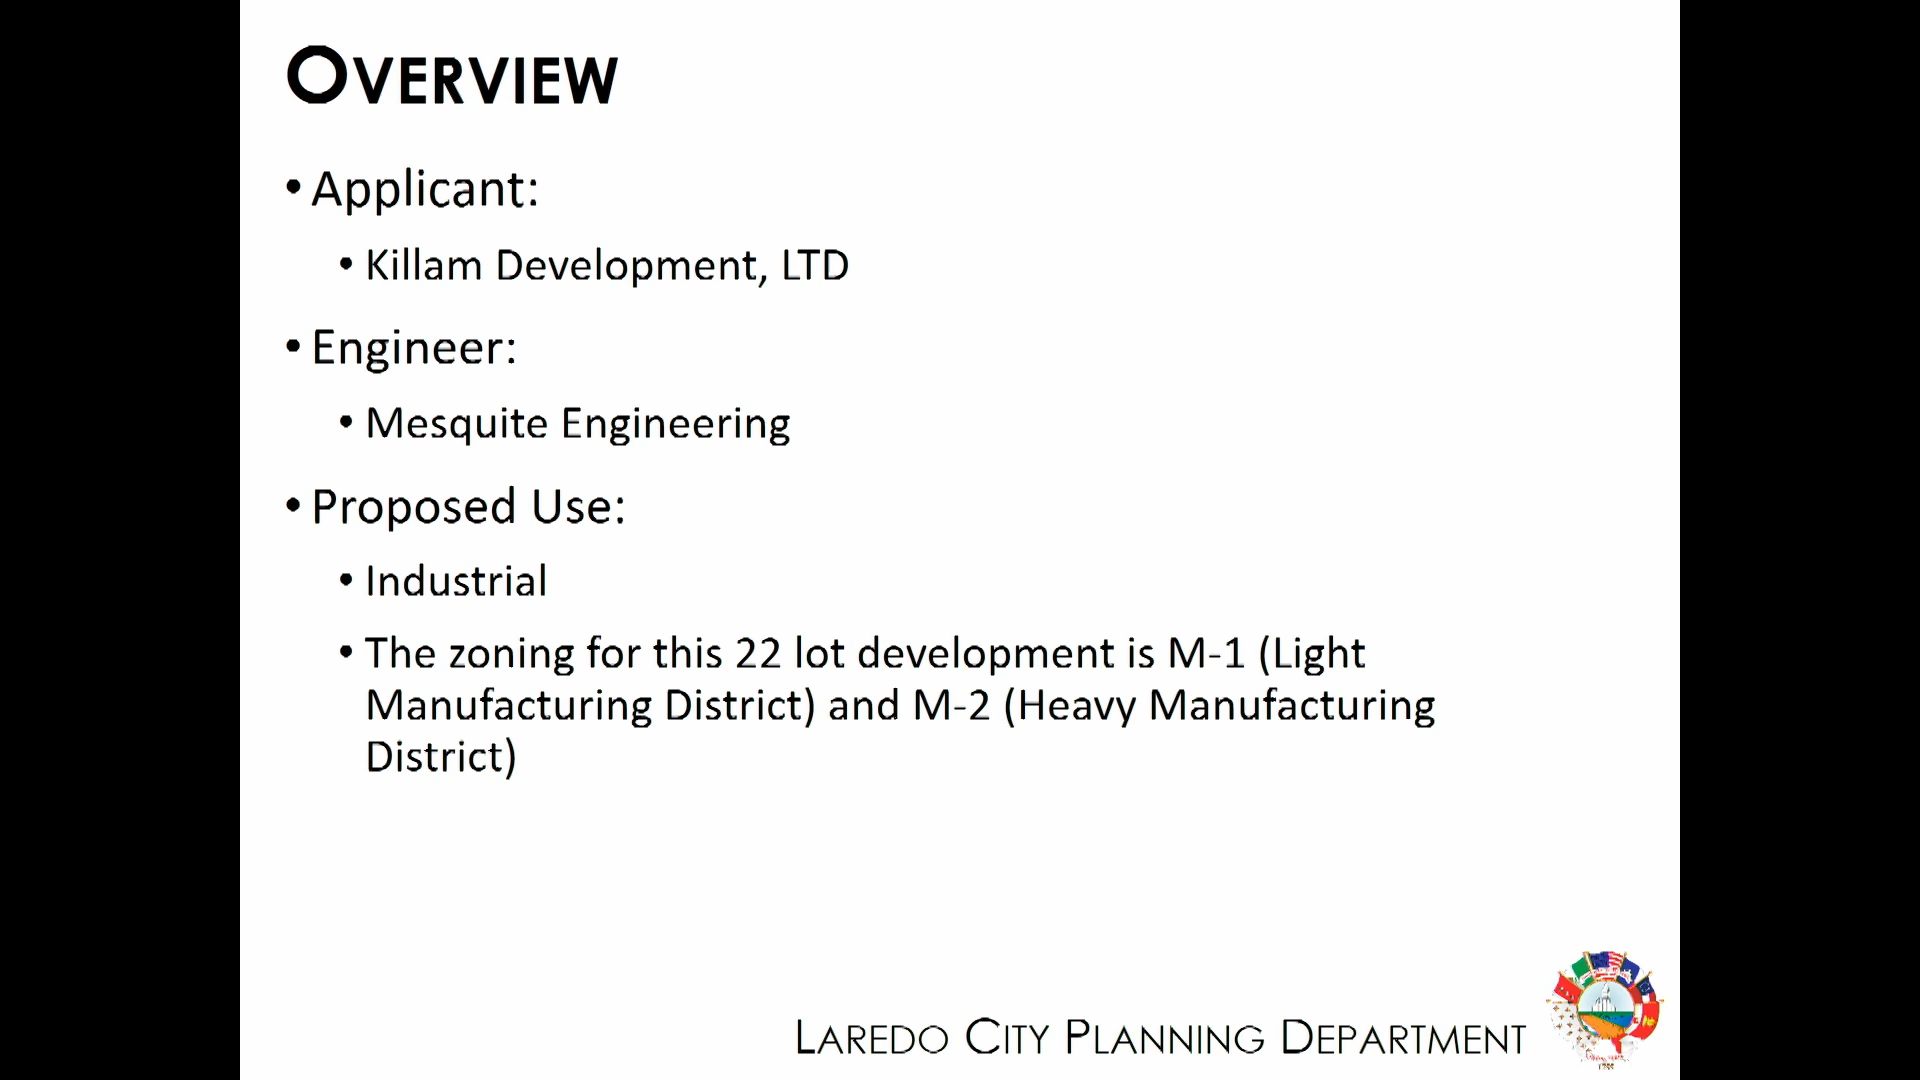 OVERVIEW
• Applicant:
• Killam Development, LTD
• Engineer:
• Mesquite Engineering
• Proposed Use:
• Industrial
• The zoning for this 22 lot development is M-1 (Light
Manufacturing District) and M-2 (Heavy Manufacturing
District)
LAREDO CITY PLANNING DEPARTMENT